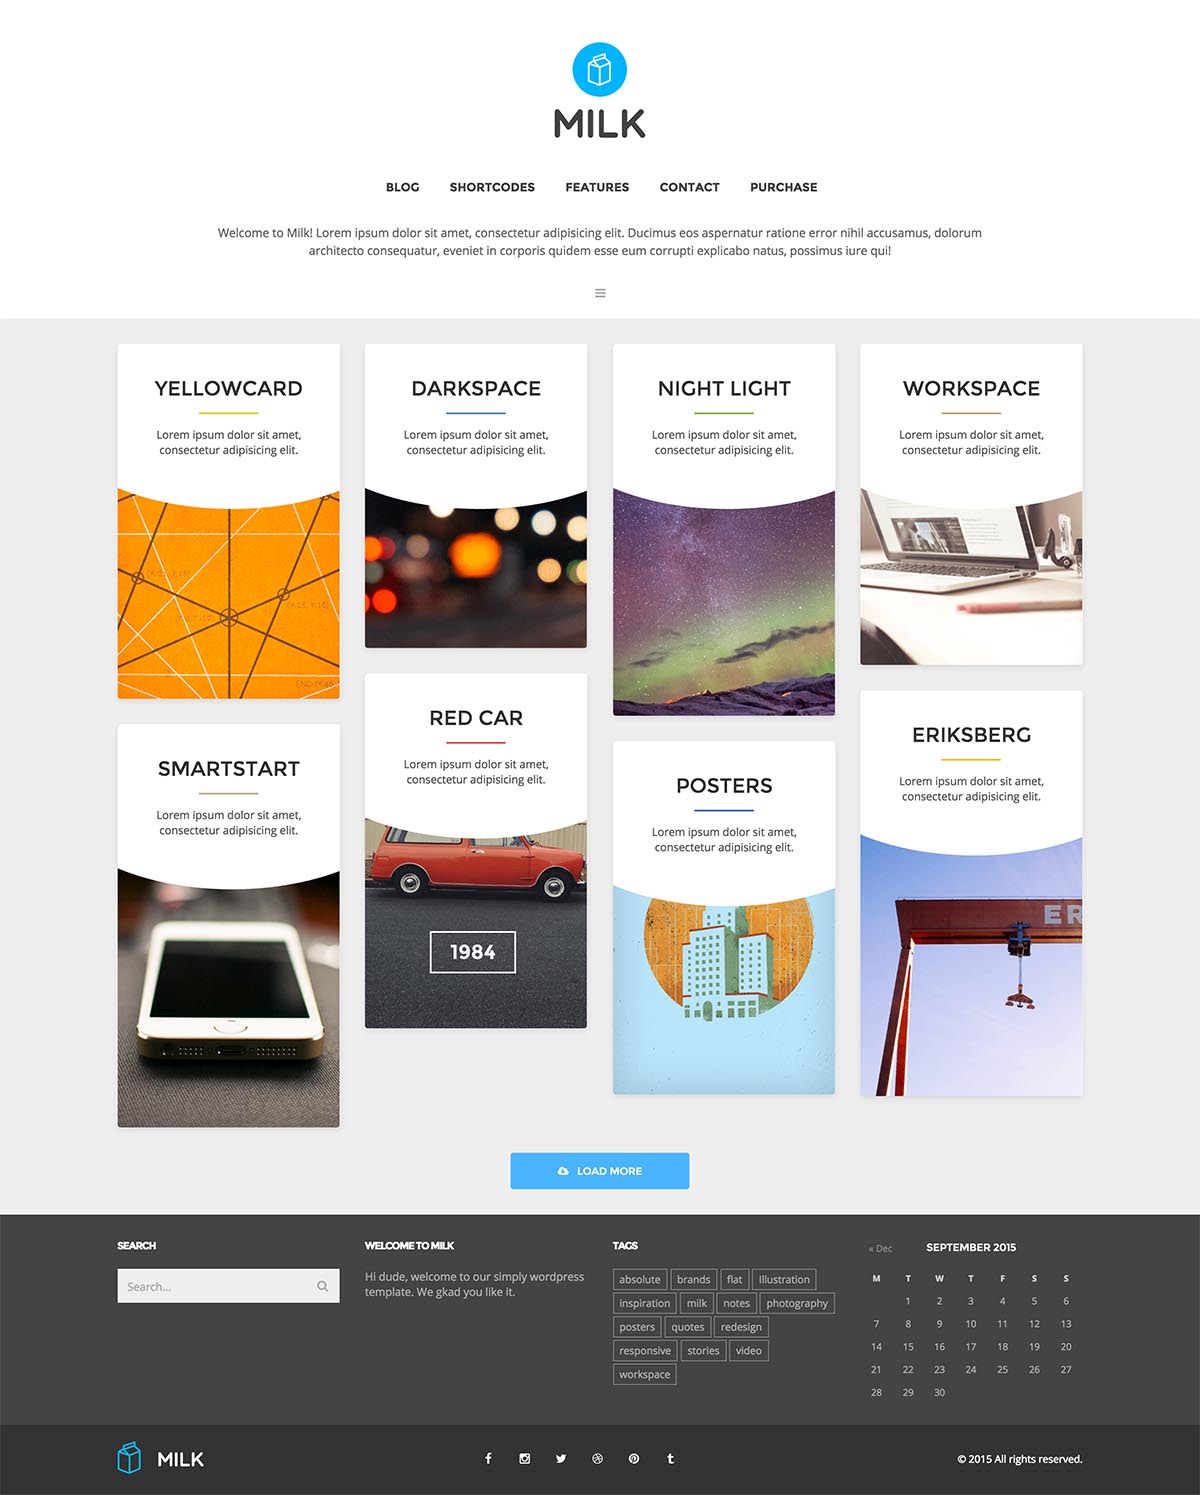 MILK
BLOG SHORTCODES FEATURES CONTACT PURCHASE
Welcome to Milk! Lorem ipsum dolor sit amet, consectetur adipisicing elit. Ducimus eos aspernatur ratione error nihil accusamus, dolorum
architecto consequatur, eveniet in corporis quidem esse eum corrupti explicabo natus, possimus iure qui!
YELLOWCARD
Lorem ipsum dolor sit amet,
consectetur adipisicing elit.
DARKSPACE
Lorem ipsum dolor sit amet,
consectetur adipisicing elit.
NIGHT LIGHT
Lorem ipsum dolor sit amet,
consectetur adipisicing elit.
WORKSPACE
Lorem ipsum dolor sit amet,
consectetur adipisicing elit.
SMARTSTART
Lorem ipsum dolor sit amet,
consectetur adipisicing elit.
RED CAR
Lorem ipsum dolor sit amet,
consectetur adipisicing elit.
1984
POSTERS
Lorem ipsum dolor sit amet,
consectetur adipisicing elit.
ERIKSBERG
Lorem ipsum dolor sit amet,
consectetur adipisicing elit.
ER
LOAD MORE
SEARCH
Search...
WELCOME TO MILK
Hi dude, welcome to our simply wordpress
template. We gkad you like it.
TAGS
absolute brands flat Illustration
inspiration milk notes photography
posters quotes redesign
responsive stories video
workspace
« Dec SEPTEMBER 2015
M T W T F S S
1 2 3 4 5 6
7 8 9 10 11 12 13
14 15 16 17 18 19 20
21 22 23 24 25 26 27
28 29 30
MILK
© 2015 All rights reserved.